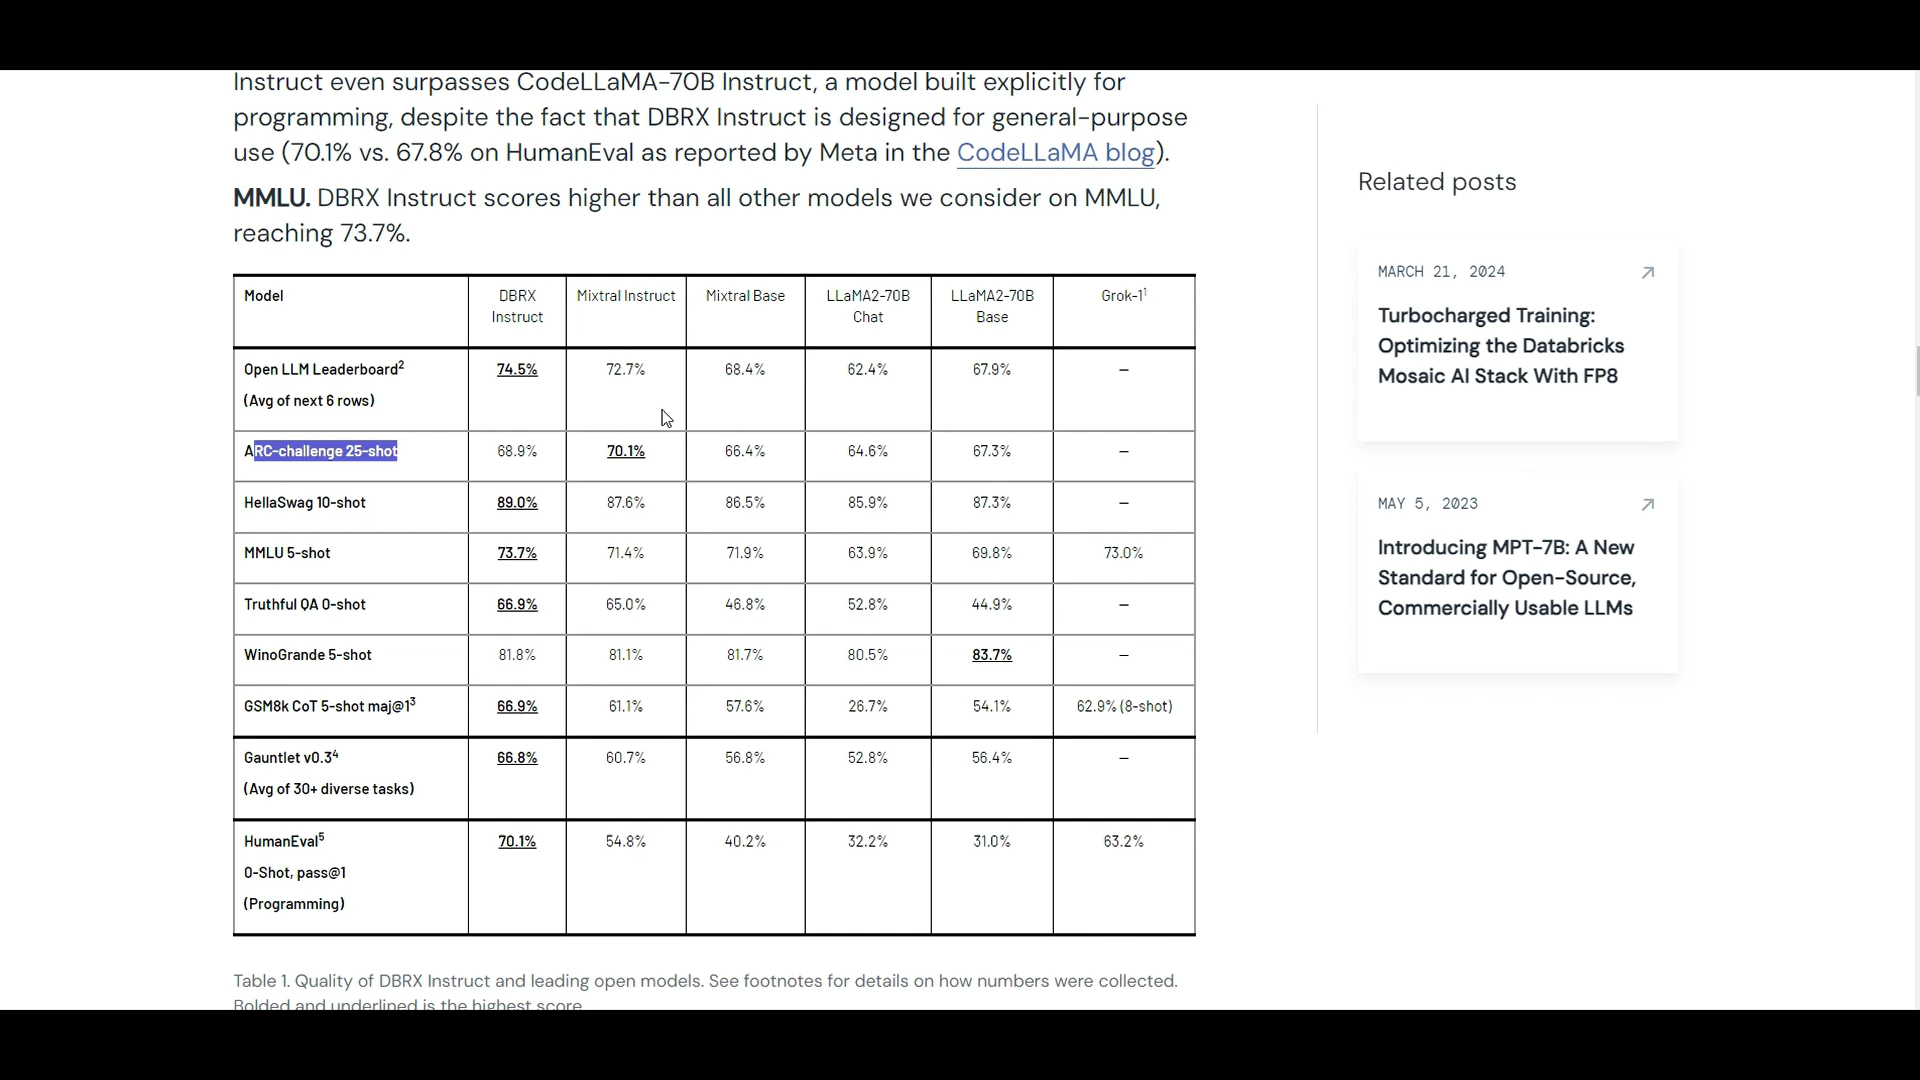 Instruct even surpasses CodeLLaMA-70B Instruct, a model built explicitly for
programming, despite the fact that DBRX Instruct is designed for general-purpose
use (70.1% vs. 67.8% on HumanEval as reported by Meta in the CodeLLaMA blog).
MMLU. DBRX Instruct scores higher than all other models we consider on MMLU,
reaching 73.7%.
Model DBRX Instruct Mixtral Instruct Mixtral Base LLaMA2-70B Chat LLaMA2-70B Base Grok-1¹
Open LLM Leaderboard² 74.5% 72.7% 68.4% 62.4% 67.9% –
(Avg of next 6 rows)
ARC-challenge 25-shot 68.9% 70.1% 66.4% 64.6% 67.3% –
HellaSwag 10-shot 89.0% 87.6% 86.5% 85.9% 87.3% –
MMLU 5-shot 73.7% 71.4% 71.9% 63.9% 69.8% 73.0%
Truthful QA 0-shot 66.9% 65.0% 46.8% 52.8% 44.9% –
WinoGrande 5-shot 81.8% 81.1% 81.7% 80.5% 83.7% –
GSM8k CoT 5-shot maj@1³ 66.9% 61.1% 57.6% 26.7% 54.1% 62.9% (8-shot)
Gauntlet v0.3⁴ 66.8% 60.7% 56.8% 52.8% 56.4% –
(Avg of 30+ diverse tasks)
HumanEval⁵ 70.1% 54.8% 40.2% 32.2% 31.0% 63.2%
0-Shot, pass@1
(Programming)
Table 1. Quality of DBRX Instruct and leading open models. See footnotes for details on how numbers were collected.
Bolded and underlined is the highest score
Related posts
MARCH 21, 2024
Turbocharged Training:
Optimizing the Databricks
Mosaic AI Stack With FP8
MAY 5, 2023
Introducing MPT-7B: A New
Standard for Open-Source,
Commercially Usable LLMs